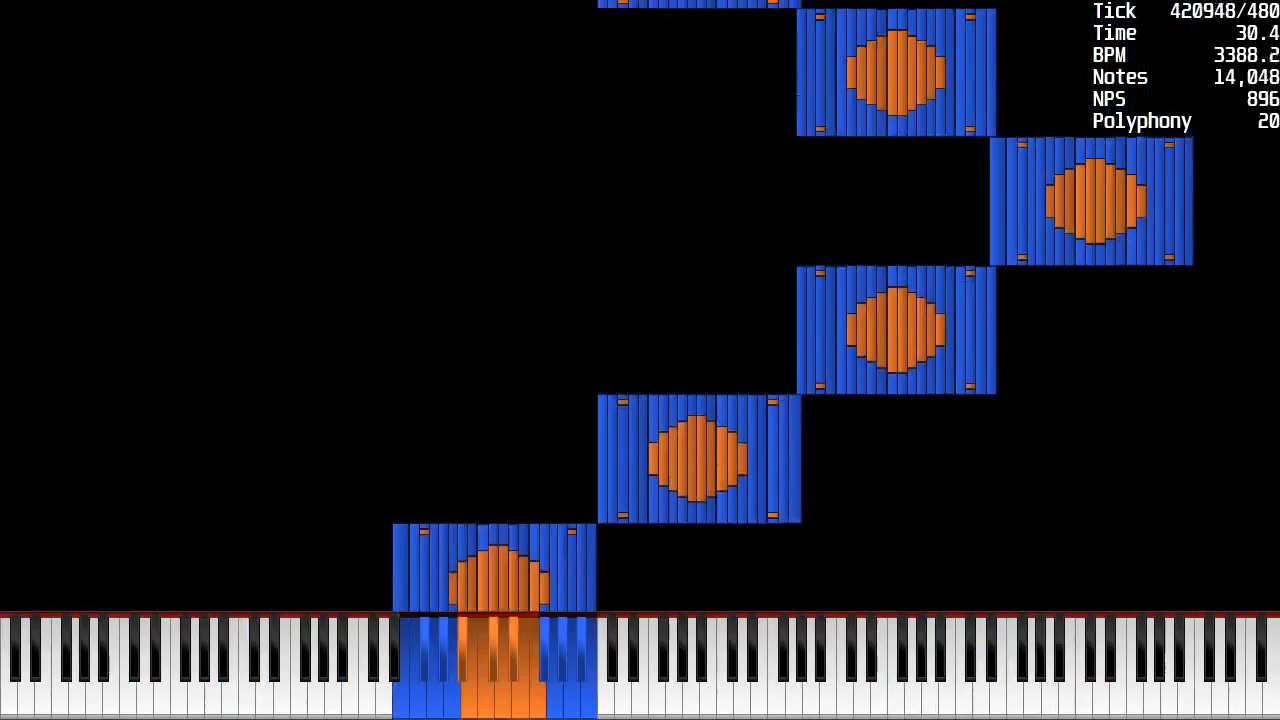 Tick 420948/480
Time 30.4
BPM 3388.2
Notes 14,048
NPS 896
Polyphony 20